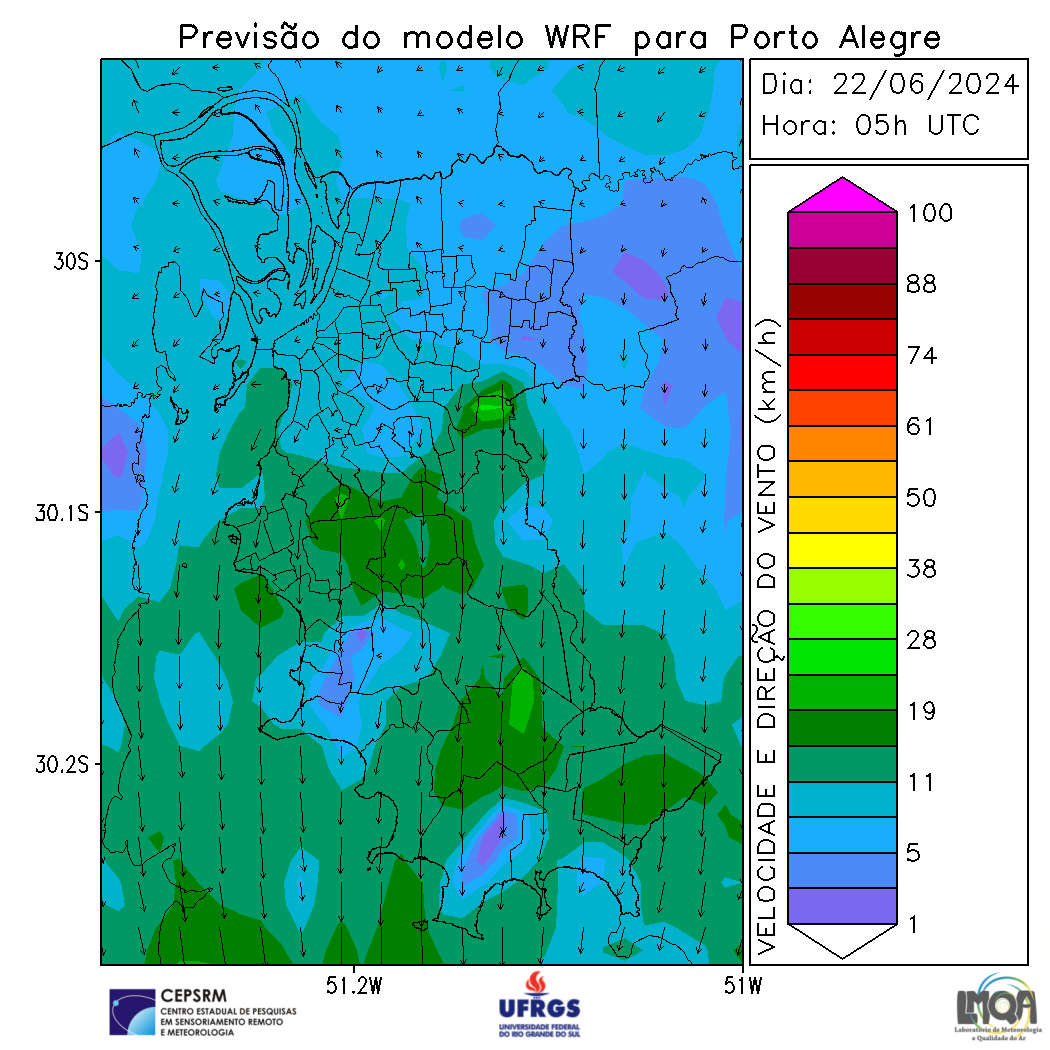 Previsão do modelo WRF para Porto Alegre
Dia: 22/06/2024
Hora: 05h UTC
30S
30.1S
30.2S
51.2W
51W
VELOCIDADE E DIREÇÃO DO VENTO (km/h)
100
88
74
61
50
38
28
19
11
5
1
CEPSRM
CENTRO ESTADUAL DE PESQUISAS
EM SENSORIAMENTO REMOTO
E METEOROLOGIA
UFRGS
UNIVERSIDADE FEDERAL
DO RIO GRANDE DO SUL
LMQA
Laboratório de Meteorologia
e Qualidade do Ar